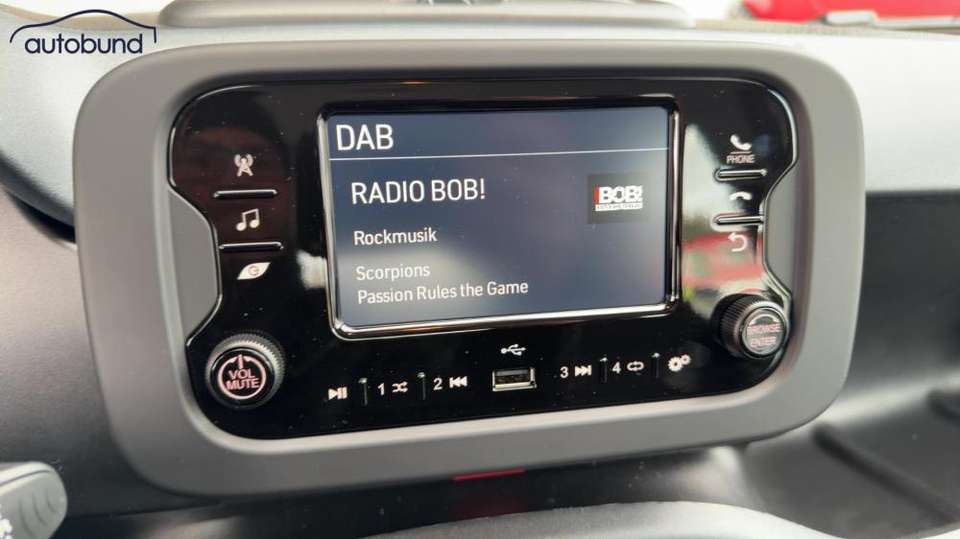 autobund
DAB
RADIO BOB!
BOB!
Rockmusik
Scorpions
Passion Rules the Game
PHONE
VOL
MUTE
BROWSE
ENTER
1
2
3
4